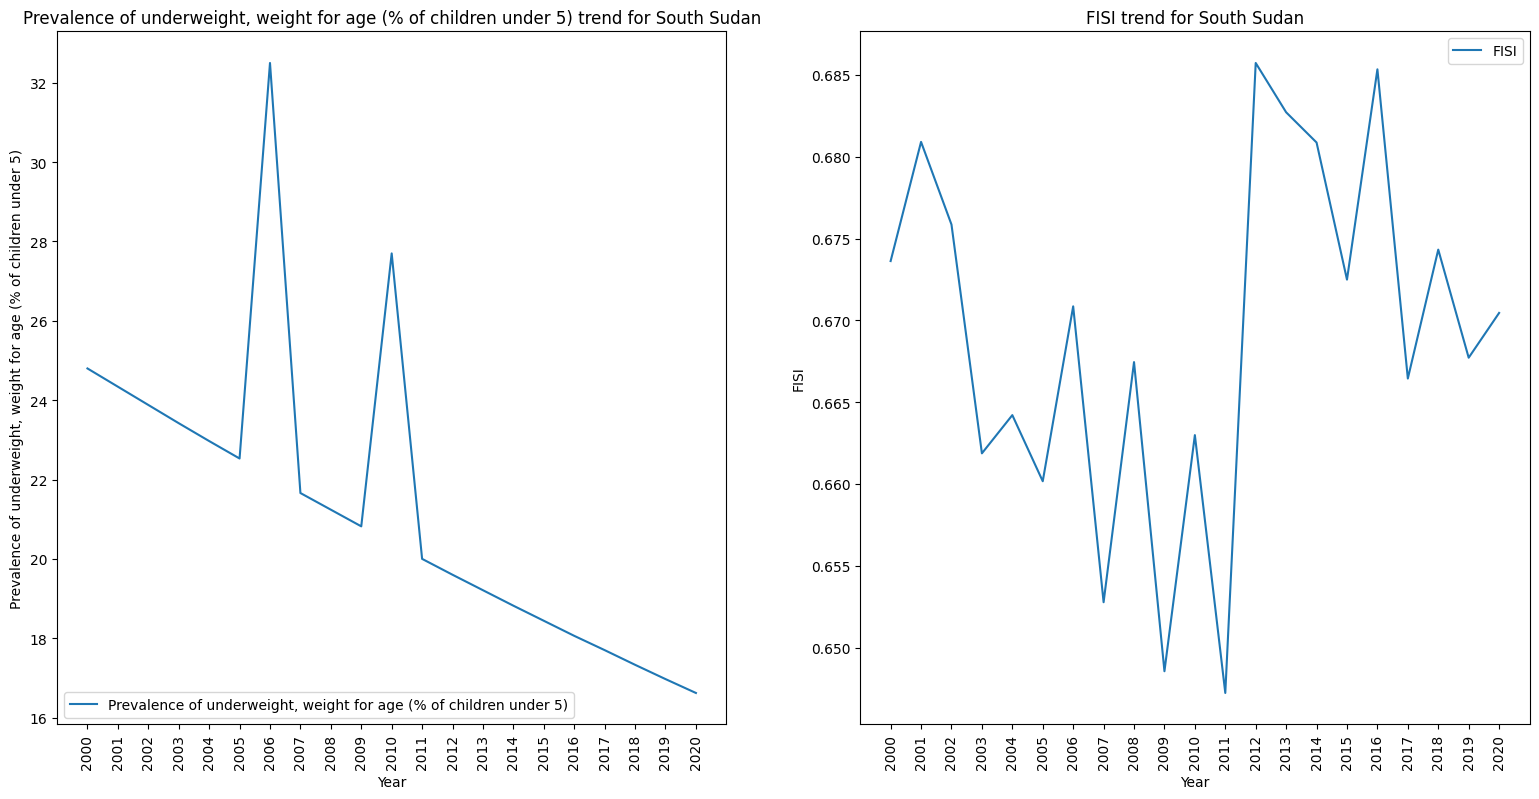 Prevalence of underweight, weight for age (% of children under 5) trend for South Sudan
Prevalence of underweight, weight for age (% of children under 5)
32
30
28
26
24
22
20
18
16
Prevalence of underweight, weight for age (% of children under 5)
2000 2001 2002 2003 2004 2005 2006 2007 2008 2009 2010 2011 2012 2013 2014 2015 2016 2017 2018 2019 2020
Year
FISI trend for South Sudan
FISI
FISI
0.685
0.680
0.675
0.670
0.665
0.660
0.655
0.650
2000 2001 2002 2003 2004 2005 2006 2007 2008 2009 2010 2011 2012 2013 2014 2015 2016 2017 2018 2019 2020
Year